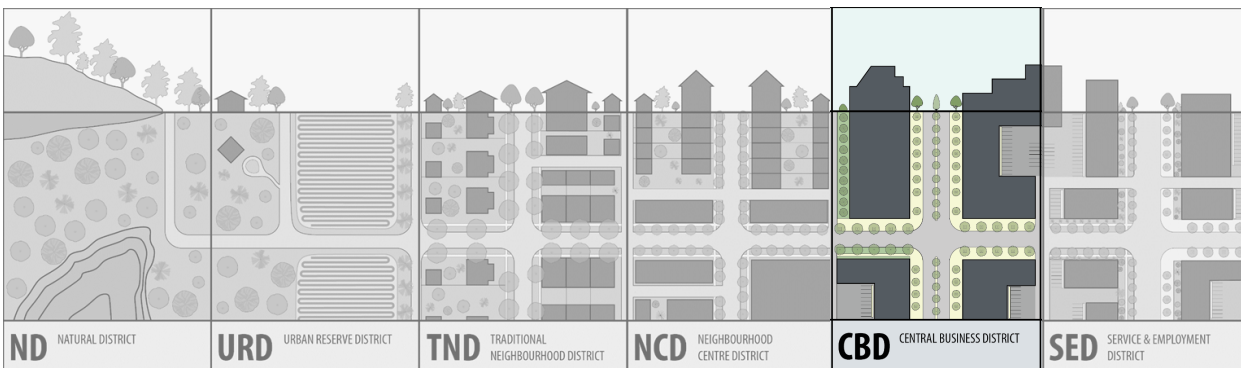 ND NATURAL DISTRICT
URD URBAN RESERVE DISTRICT
TND TRADITIONAL
NEIGHBOURHOOD DISTRICT
NCD NEIGHBOURHOOD
CENTRE DISTRICT
CBD CENTRAL BUSINESS DISTRICT
SED SERVICE & EMPLOYMENT
DISTRICT